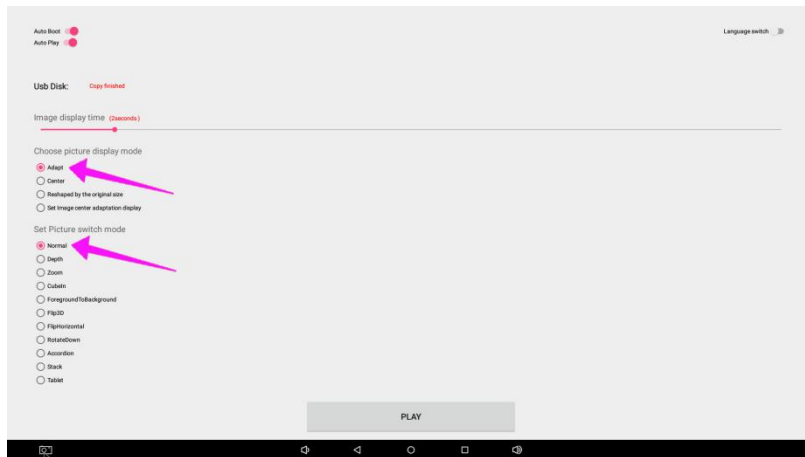 Auto Boot
Language switch
Auto Play
Usb Disk: Copy finished
Image display time (2seconds)
Choose picture display mode
Adapt
Center
Reshaped by the original size
Set Image center adaptation display
Set Picture switch mode
Normal
Depth
Zoom
CubeIn
ForegroundToBackground
Flip3D
FlipHorizontal
RotateDown
Accordion
Stack
Tablet
PLAY